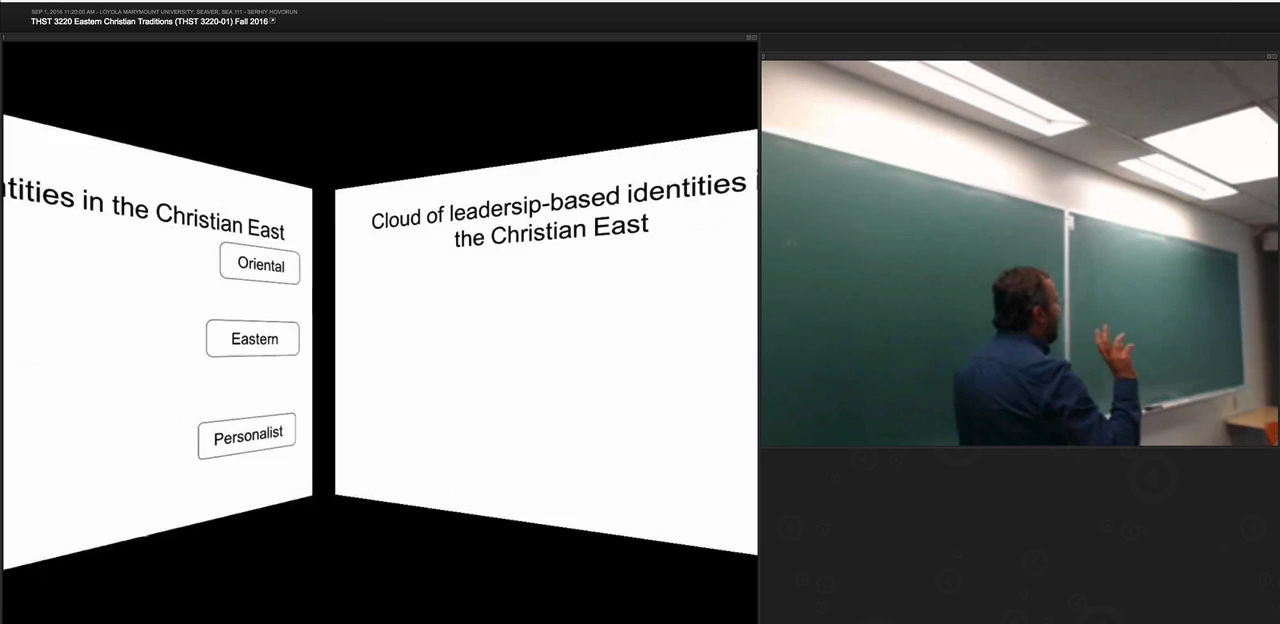 SEP 1, 2016 11:20:00 AM - LOYOLA MARYMOUNT UNIVERSITY: SEAVER, SEA 111 - SERHIY HOVORUN
THST 3220 Eastern Christian Traditions (THST 3220-01) Fall 2016
1
2
tities in the Christian East
Oriental
Eastern
Personalist
Cloud of leadersip-based identities
the Christian East